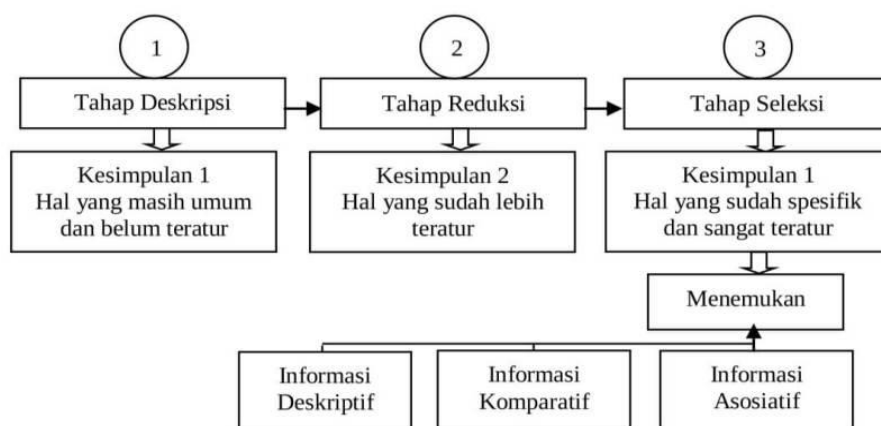 1
2
3
Tahap Deskripsi
Tahap Reduksi
Tahap Seleksi
Kesimpulan 1
Hal yang masih umum
dan belum teratur
Kesimpulan 2
Hal yang sudah lebih
teratur
Kesimpulan 1
Hal yang sudah spesifik
dan sangat teratur
Menemukan
Informasi
Deskriptif
Informasi
Komparatif
Informasi
Asosiatif